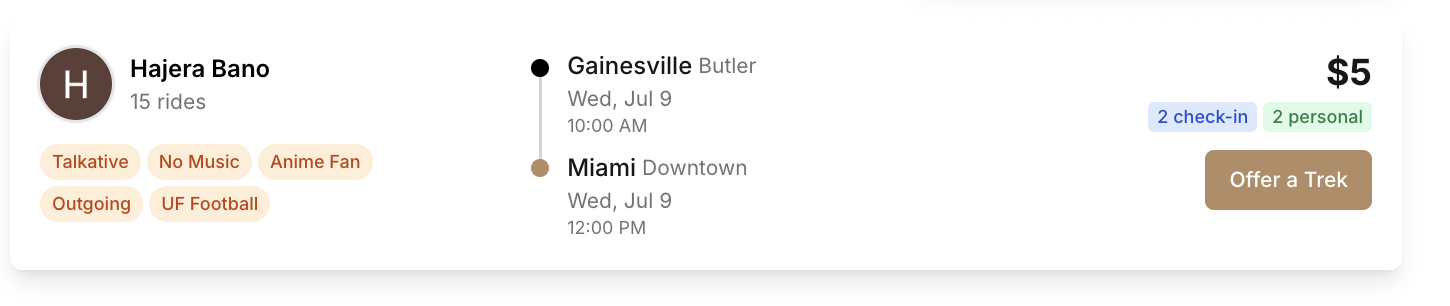 H
Hajera Bano
15 rides
Talkative No Music Anime Fan
Outgoing UF Football
Gainesville Butler
Wed, Jul 9
10:00 AM
Miami Downtown
Wed, Jul 9
12:00 PM
$5
2 check-in 2 personal
Offer a Trek